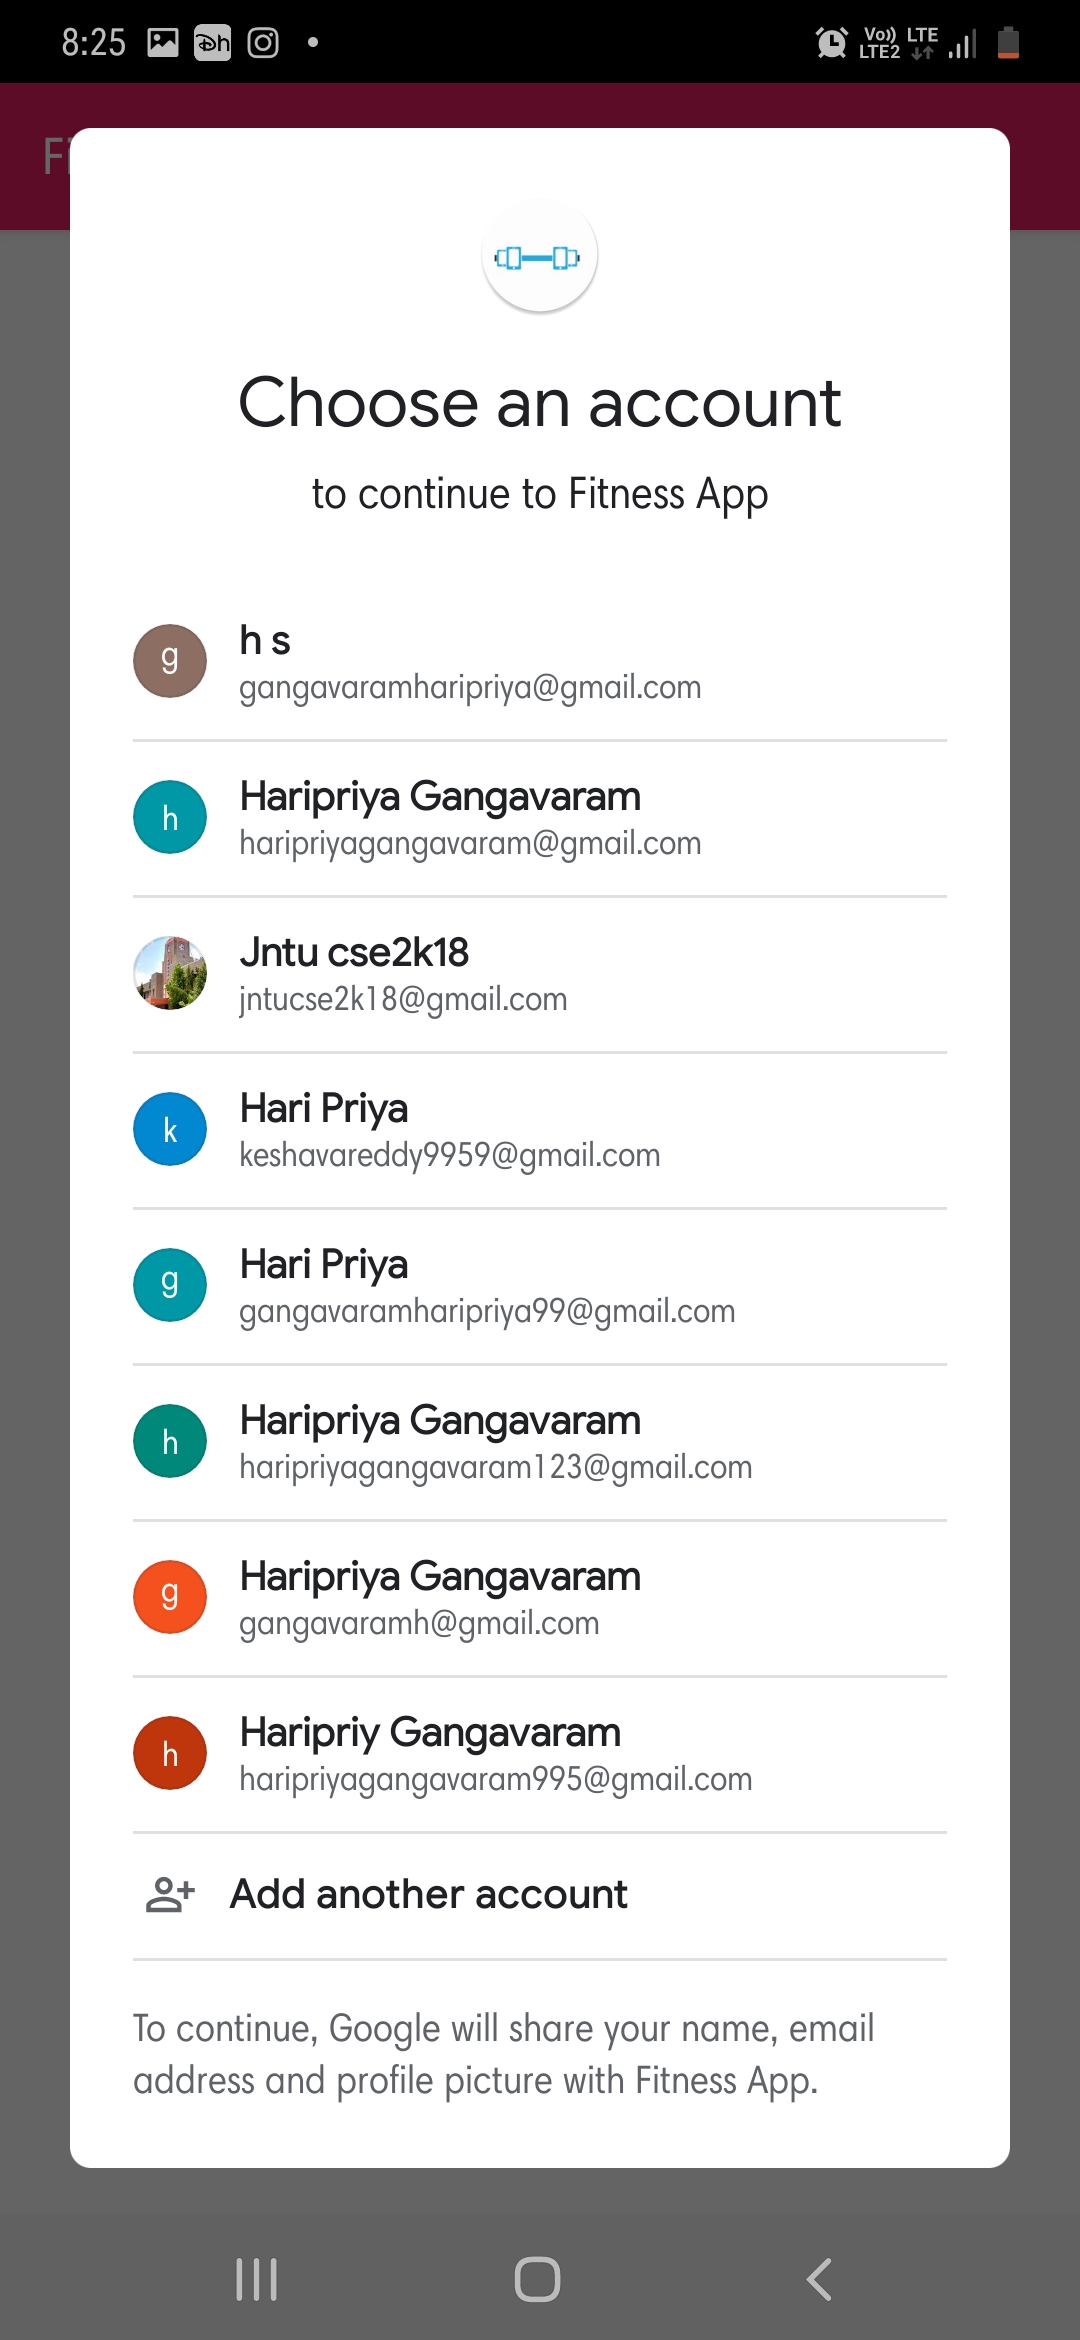 8:25 Vo)) LTE
LTE2
Fi
Choose an account
to continue to Fitness App
g
h s
gangavaramharipriya@gmail.com
h
Haripriya Gangavaram
haripriyagangavaram@gmail.com
Jntu cse2k18
jntucse2k18@gmail.com
k
Hari Priya
keshavareddy9959@gmail.com
g
Hari Priya
gangavaramharipriya99@gmail.com
h
Haripriya Gangavaram
haripriyagangavaram123@gmail.com
g
Haripriya Gangavaram
gangavaramh@gmail.com
h
Haripriy Gangavaram
haripriyagangavaram995@gmail.com
Add another account
To continue, Google will share your name, email
address and profile picture with Fitness App.